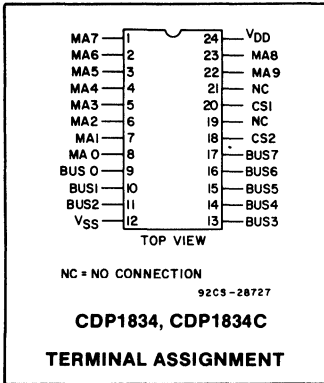 MA7 1 24 VDD
MA6 2 23 MA8
MA5 3 22 MA9
MA4 4 21 NC
MA3 5 20 CS1
MA2 6 19 NC
MA1 7 18 CS2
MA0 8 17 BUS7
BUS 0 9 16 BUS6
BUS1 10 15 BUS5
BUS2 11 14 BUS4
VSS 12 13 BUS3
TOP VIEW
NC = NO CONNECTION
92CS-28727
CDP1834, CDP1834C
TERMINAL ASSIGNMENT